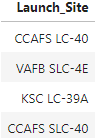 Launch_Site
CCAFS LC-40
VAFB SLC-4E
KSC LC-39A
CCAFS SLC-40